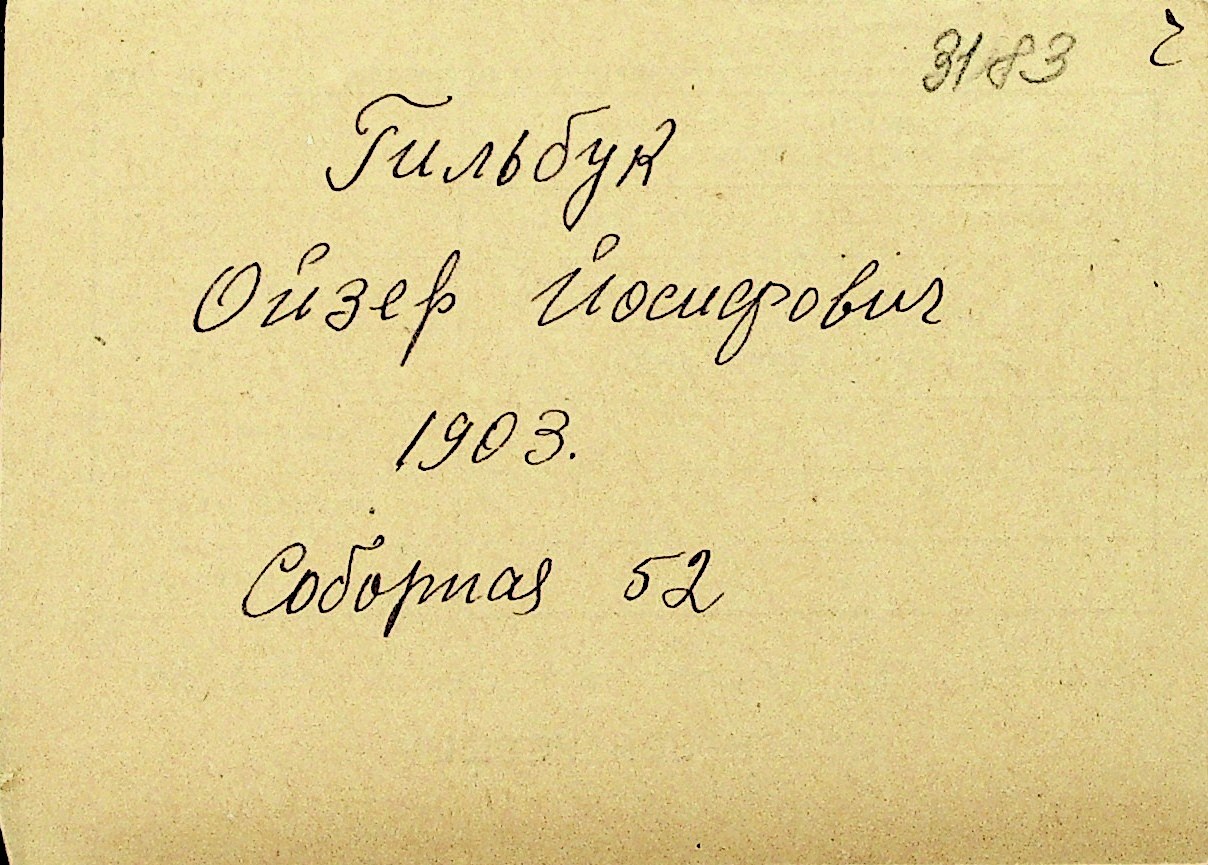 3183
Гильбук
Ойзер Йосифович
1903.
Соборная 52